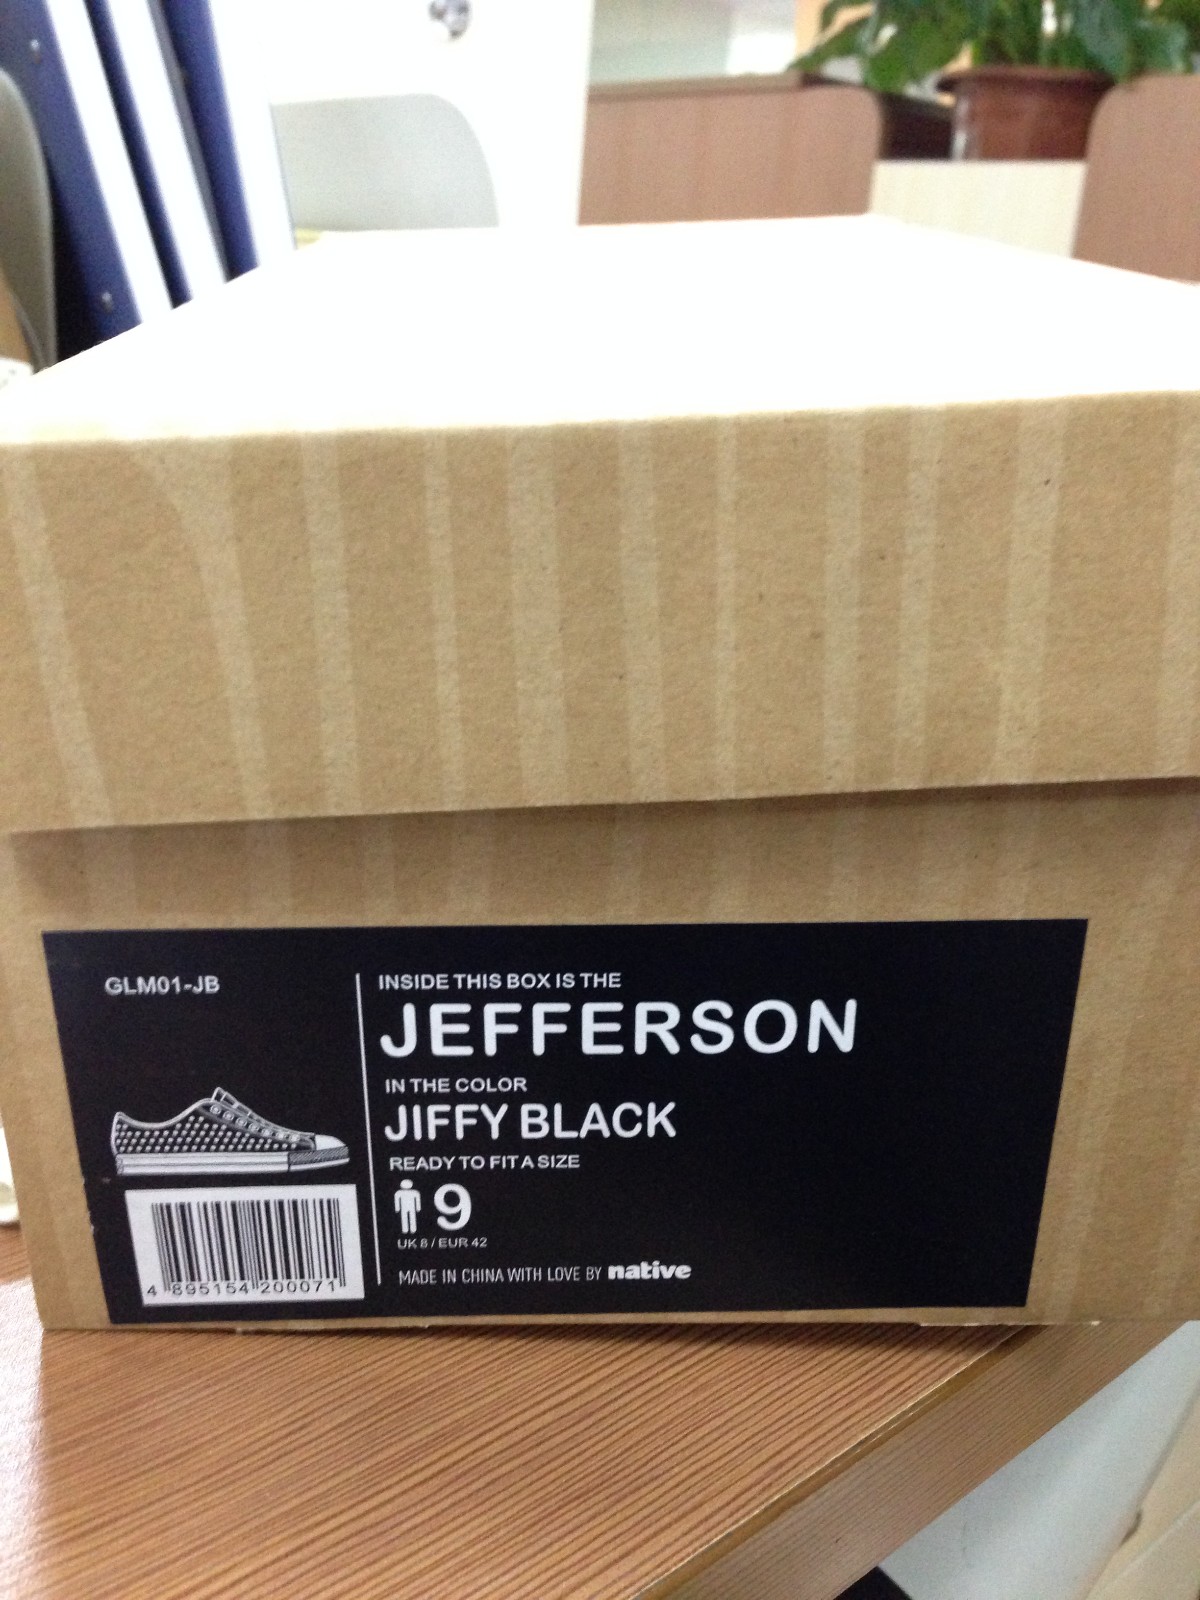 GLM01-JB
INSIDE THIS BOX IS THE
JEFFERSON
IN THE COLOR
JIFFY BLACK
READY TO FIT A SIZE
9
UK 8 / EUR 42
MADE IN CHINA WITH LOVE BY native
4 895154 200071